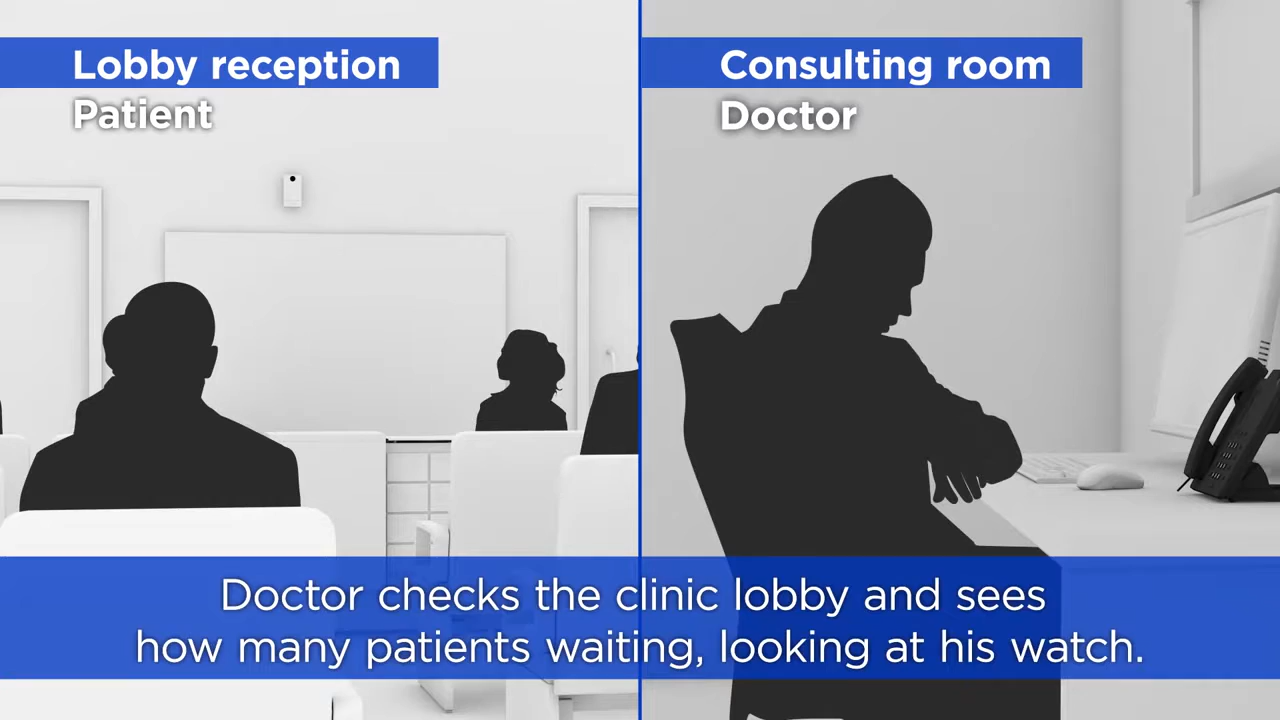 Lobby reception
Patient
Consulting room
Doctor
Doctor checks the clinic lobby and sees
how many patients waiting, looking at his watch.